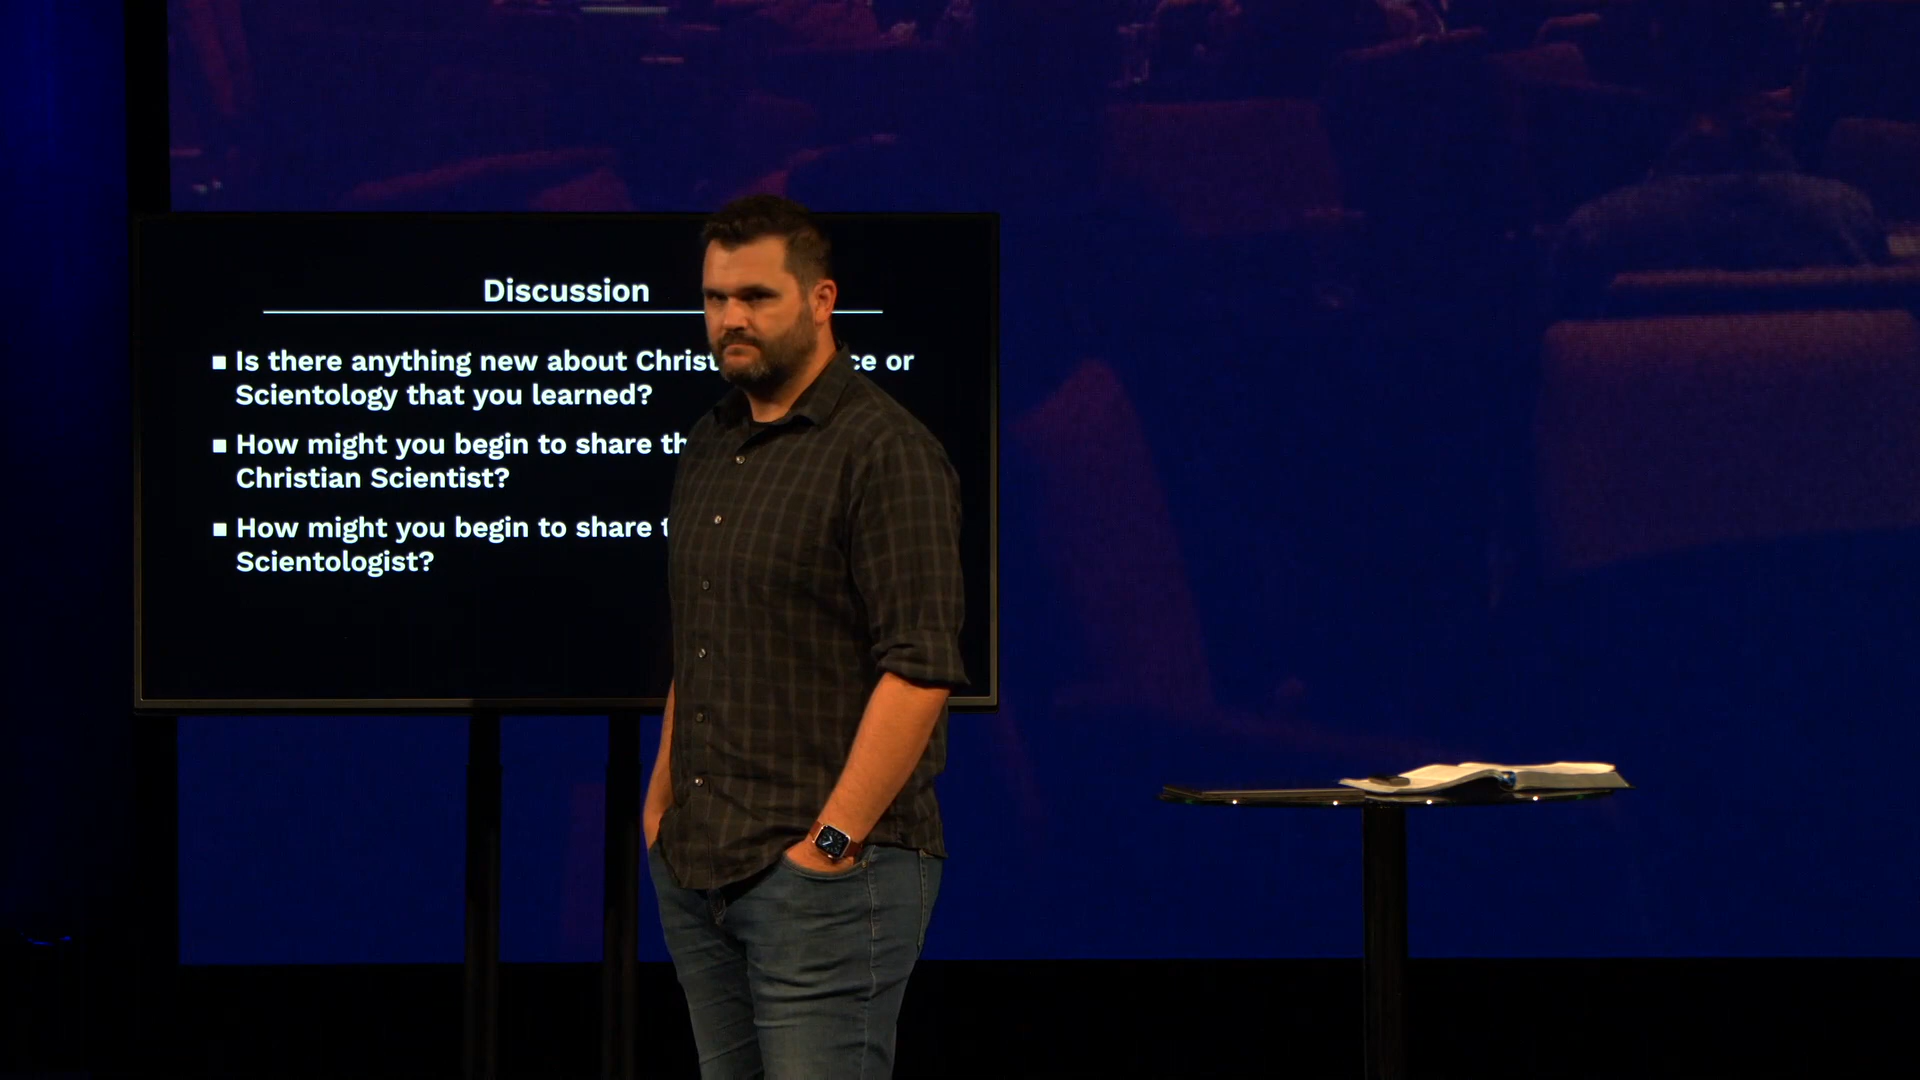 Discussion
▪ Is there anything new about Christ ce or
Scientology that you learned?
▪ How might you begin to share th
Christian Scientist?
▪ How might you begin to share
Scientologist?